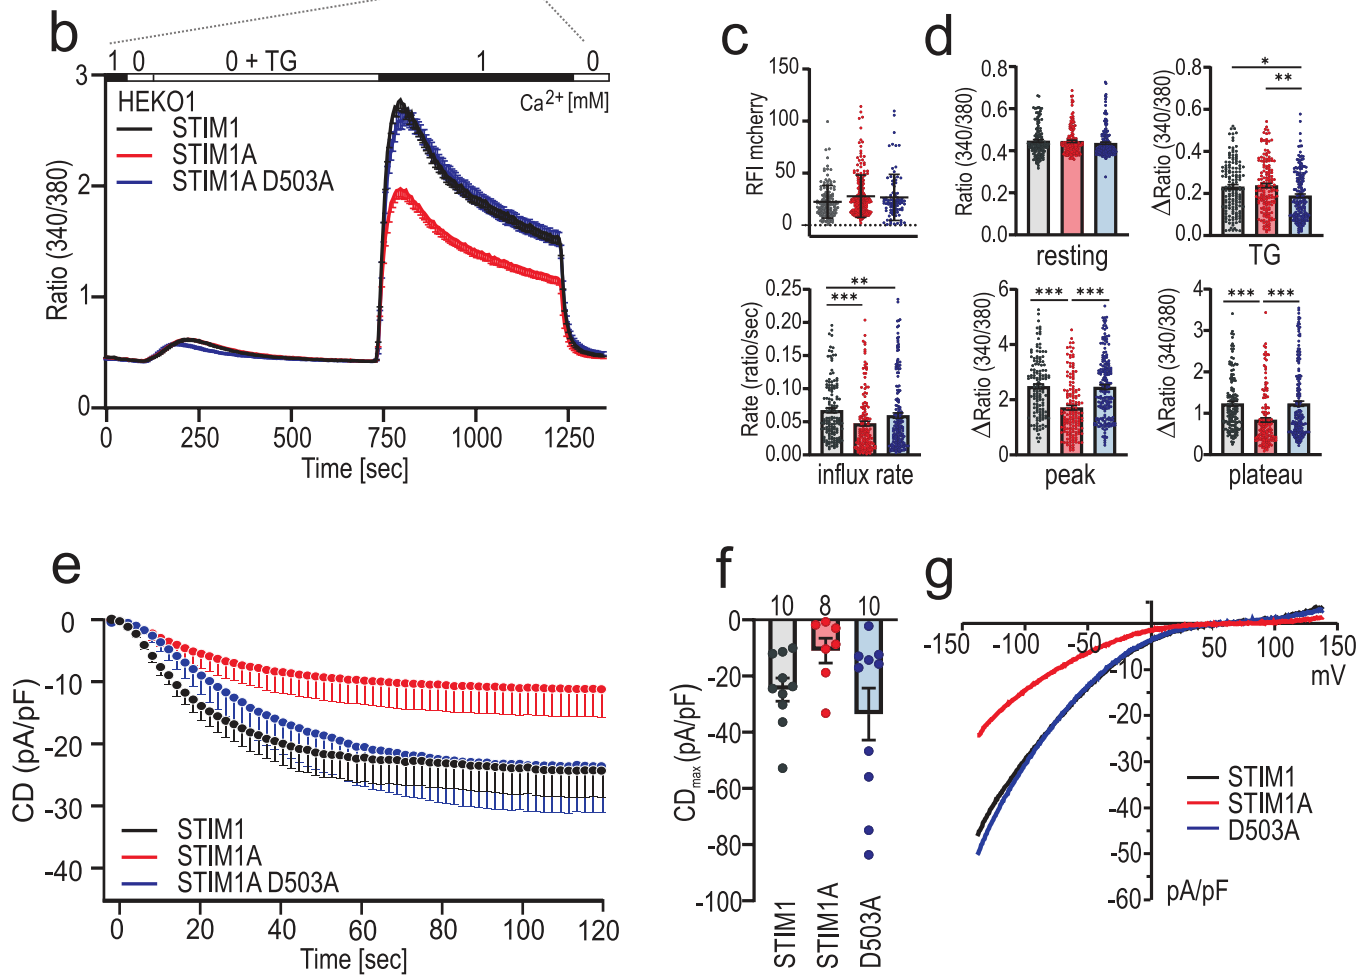 b
1 0 0 + TG 1 0
Ca2+ [mM]
HEKO1
STIM1
STIM1A
STIM1A D503A
Ratio (340/380)
3
2
1
0
0 250 500 750 1000 1250
Time [sec]
c
RFI mcherry
150
100
50
0
** 
***
Rate (ratio/sec)
0.25
0.20
0.15
0.10
0.05
0.00
influx rate
d
Ratio (340/380)
0.8
0.6
0.4
0.2
0.0
resting
*
**
ΔRatio (340/380)
0.8
0.6
0.4
0.2
0.0
TG
*** ***
ΔRatio (340/380)
6
4
2
0
peak
*** ***
ΔRatio (340/380)
4
3
2
1
0
plateau
e
CD (pA/pF)
0
-10
-20
-30
-40
STIM1
STIM1A
STIM1A D503A
0 20 40 60 80 100 120
Time [sec]
f
10 8 10
CDmax (pA/pF)
0
-20
-40
-60
-80
-100
STIM1
STIM1A
D503A
g
-150 -100 -50 50 100 150
mV
-10
-20
-30
-40
-50
-60
pA/pF
STIM1
STIM1A
D503A